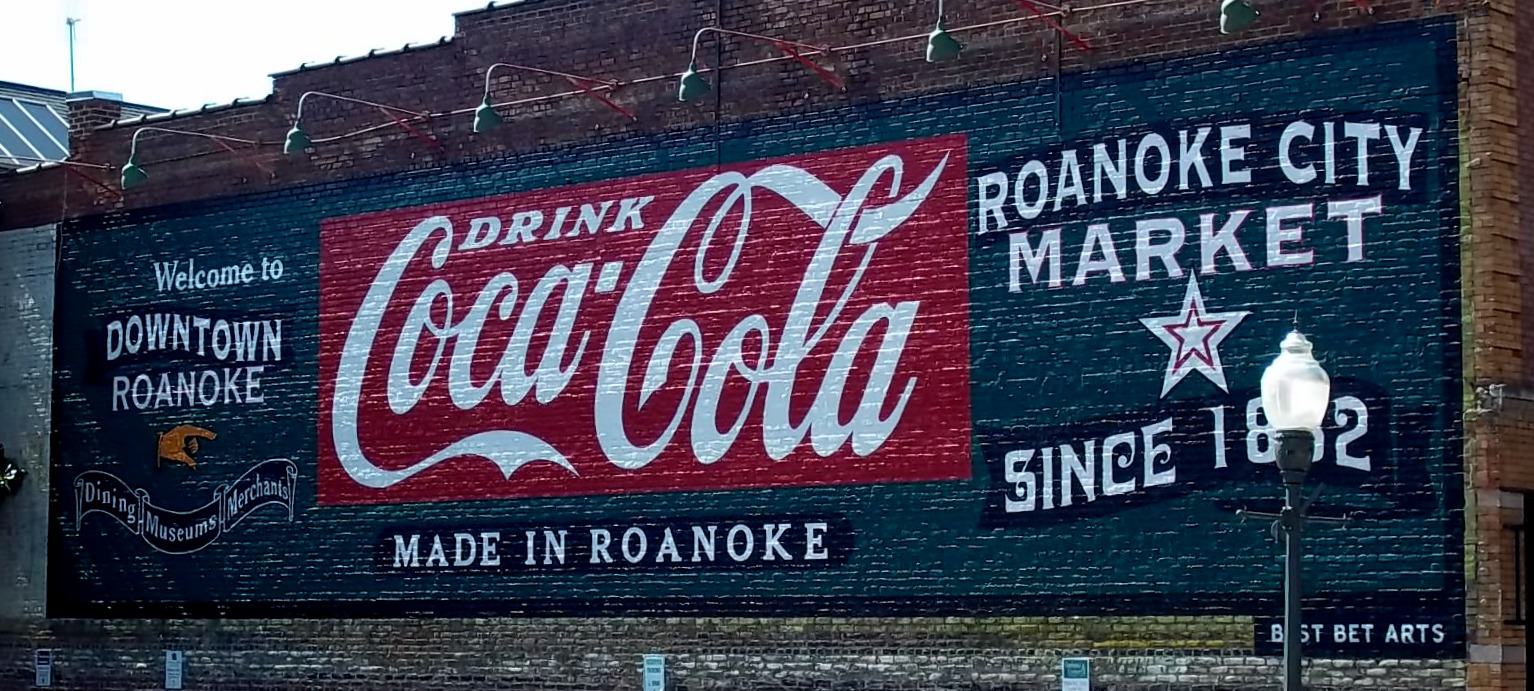 Welcome to
DOWNTOWN
ROANOKE
Dining Museums Merchants
DRINK
Coca-Cola
MADE IN ROANOKE
ROANOKE CITY
MARKET
SINCE
BEST BET ARTS